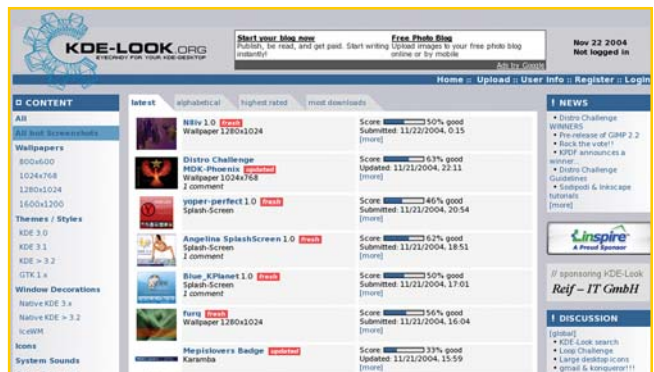 KDE-LOOK.ORG
EYECANDY FOR YOUR KDE-DESKTOP
Start your blog now
Publish, be read, and get paid. Start writing instantly!
Free Photo Blog
Upload images to your free photo blog online or by mobile
Ads by Google
Nov 22 2004
Not logged in
Home :: Upload :: User Info :: Register :: Login
CONTENT
All
All but Screenshots
Wallpapers
800x600
1024x768
1280x1024
1600x1200
Themes / Styles
KDE 3.0
KDE 3.1
KDE > 3.2
GTK 1.x
Window Decorations
Native KDE 3.x
Native KDE > 3.2
IceWM
Icons
System Sounds
latest
alphabetical
highest rated
most downloads
N8liv 1.0 fresh
Wallpaper 1280x1024
Score: 50% good
Submitted: 11/22/2004, 0.15
[more]
Distro Challenge
MDK-Phoenix updated
Wallpaper 1024x768
1 comment
Score: 63% good
Updated: 11/21/2004, 22:11
[more]
yoper-perfect 1.0 fresh
Splash-Screen
Score: 46% good
Submitted: 11/21/2004, 20:54
[more]
Angelina SplashScreen 1.0 fresh
Splash-Screen
2 comment
Score: 62% good
Submitted: 11/21/2004, 18:51
[more]
Blue_KPlanet 1.0 fresh
Splash-Screen
1 comment
Score: 50% good
Submitted: 11/21/2004, 17:01
[more]
furq fresh
Wallpaper 1280x1024
Score: 56% good
Submitted: 11/21/2004, 16:04
[more]
Mepislovers Badge updated
Karamba
Score: 33% good
Updated: 11/21/2004, 15:59
[more]
! NEWS
• Distro Challenge WINNERS
• Pre-release of GIMP 2.2
• Rock the vote!!
• KPDF announces a winner...
• Distro Challenge Guidelines
• Sodipodi & Inkscape tutorials
[more]
Linspire
A Proud Sponsor
// sponsoring KDE-Look
Reif – IT GmbH
! DISCUSSION
[global]
• KDE-Look search
• Loop Challenge
• Large desktop icons
• gmail & konqueror!!!